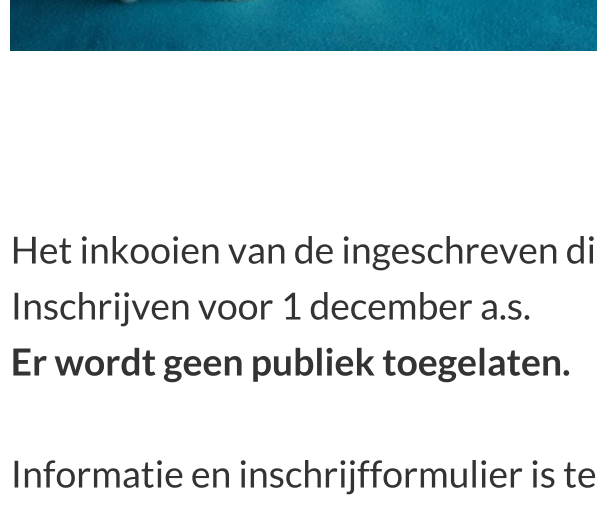 Het inkooien van de ingeschreven di
Inschrijven voor 1 december a.s.
Er wordt geen publiek toegelaten.
Informatie en inschrijfformulier is te